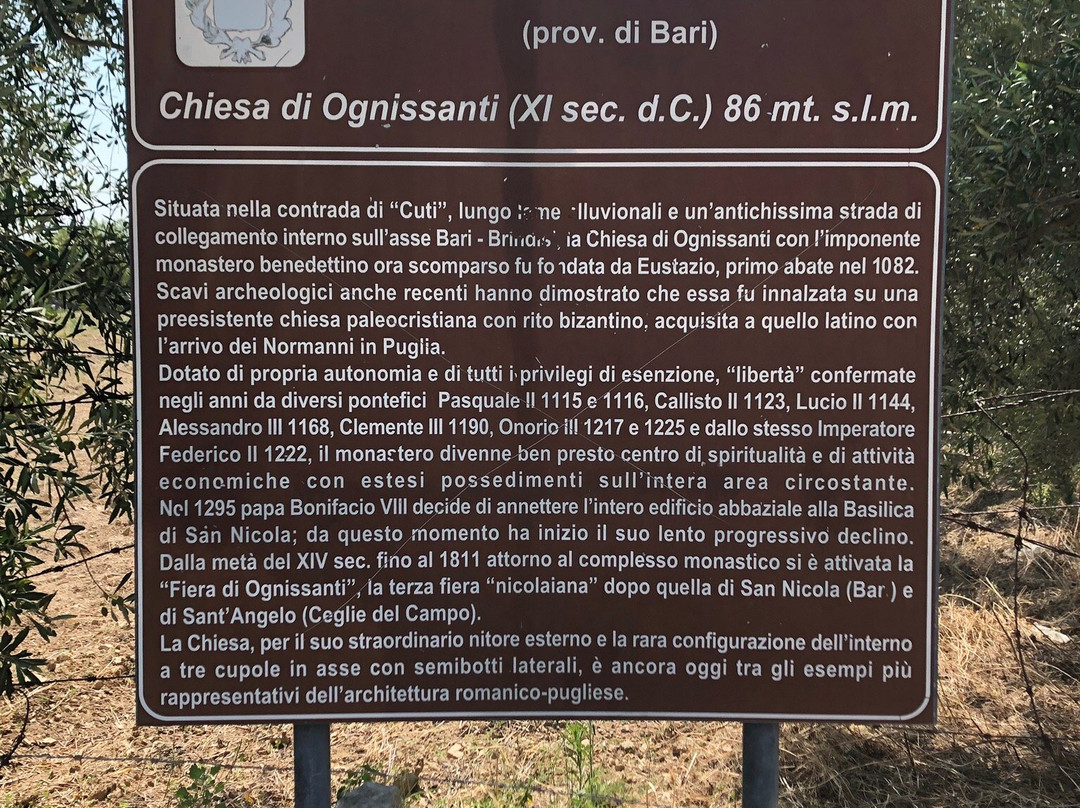 (prov. di Bari)
Chiesa di Ognissanti (XI sec. d.C.) 86 mt. s.l.m.
Situata nella contrada di “Cuti”, lungo lame alluvionali e un’antichissima strada di
collegamento interno sull’asse Bari - Brindisi, la Chiesa di Ognissanti con l’imponente
monastero benedettino ora scomparso fu fondata da Eustazio, primo abate nel 1082.
Scavi archeologici anche recenti hanno dimostrato che essa fu innalzata su una
preesistente chiesa paleocristiana con rito bizantino, acquisita a quello latino con
l’arrivo dei Normanni in Puglia.
Dotato di propria autonomia e di tutti i privilegi di esenzione, “libertà” confermate
negli anni da diversi pontefici Pasquale II 1115 e 1116, Callisto II 1123, Lucio II 1144,
Alessandro III 1168, Clemente III 1190, Onorio III 1217 e 1225 e dallo stesso Imperatore
Federico II 1222, il monastero divenne ben presto centro di spiritualità e di attività
economiche con estesi possedimenti sull’intera area circostante.
Nel 1295 papa Bonifacio VIII decide di annettere l’intero edificio abbaziale alla Basilica
di San Nicola; da questo momento ha inizio il suo lento progressivo declino.
Dalla metà del XIV sec. fino al 1811 attorno al complesso monastico si è attivata la
“Fiera di Ognissanti”, la terza fiera “nicolaiana” dopo quella di San Nicola (Bari) e
di Sant’Angelo (Ceglie del Campo).
La Chiesa, per il suo straordinario nitore esterno e la rara configurazione dell’interno
a tre cupole in asse con semibotti laterali, è ancora oggi tra gli esempi più
rappresentativi dell’architettura romanico-pugliese.